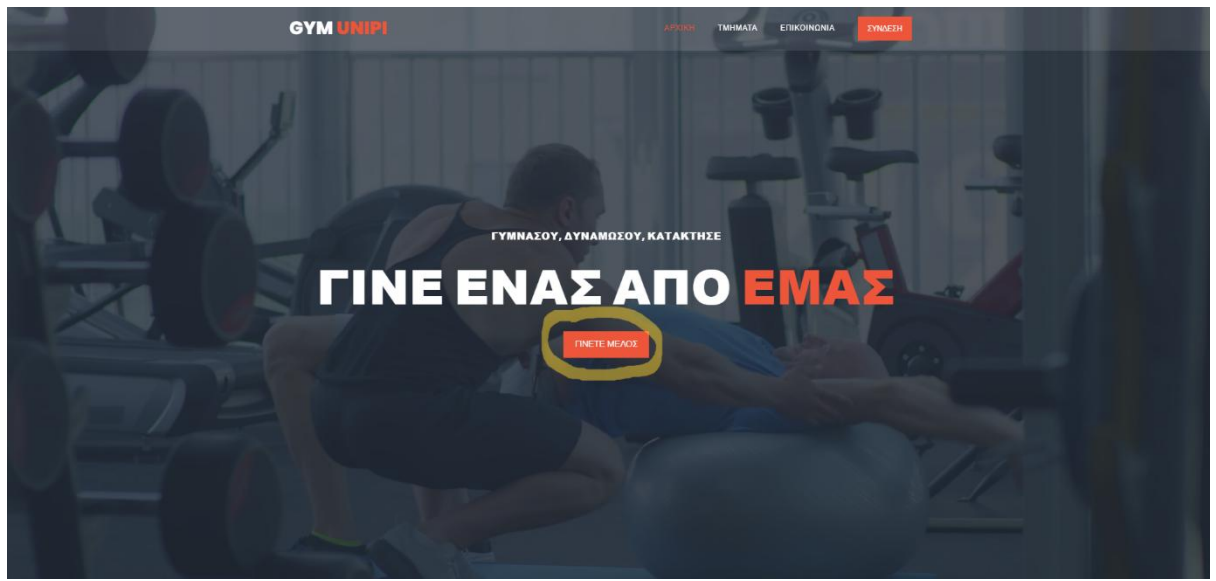 GYM UNIPI
ΑΡΧΙΚΗ ΤΜΗΜΑΤΑ ΕΠΙΚΟΙΝΩΝΙΑ ΣΥΝΔΕΣΗ
ΓΥΜΝΑΣΟΥ, ΔΥΝΑΜΩΣΟΥ, ΚΑΤΑΚΤΗΣΕ
ΓΙΝΕ ΕΝΑΣ ΑΠΟ ΕΜΑΣ
ΓΙΝΕΤΕ ΜΕΛΟΣ